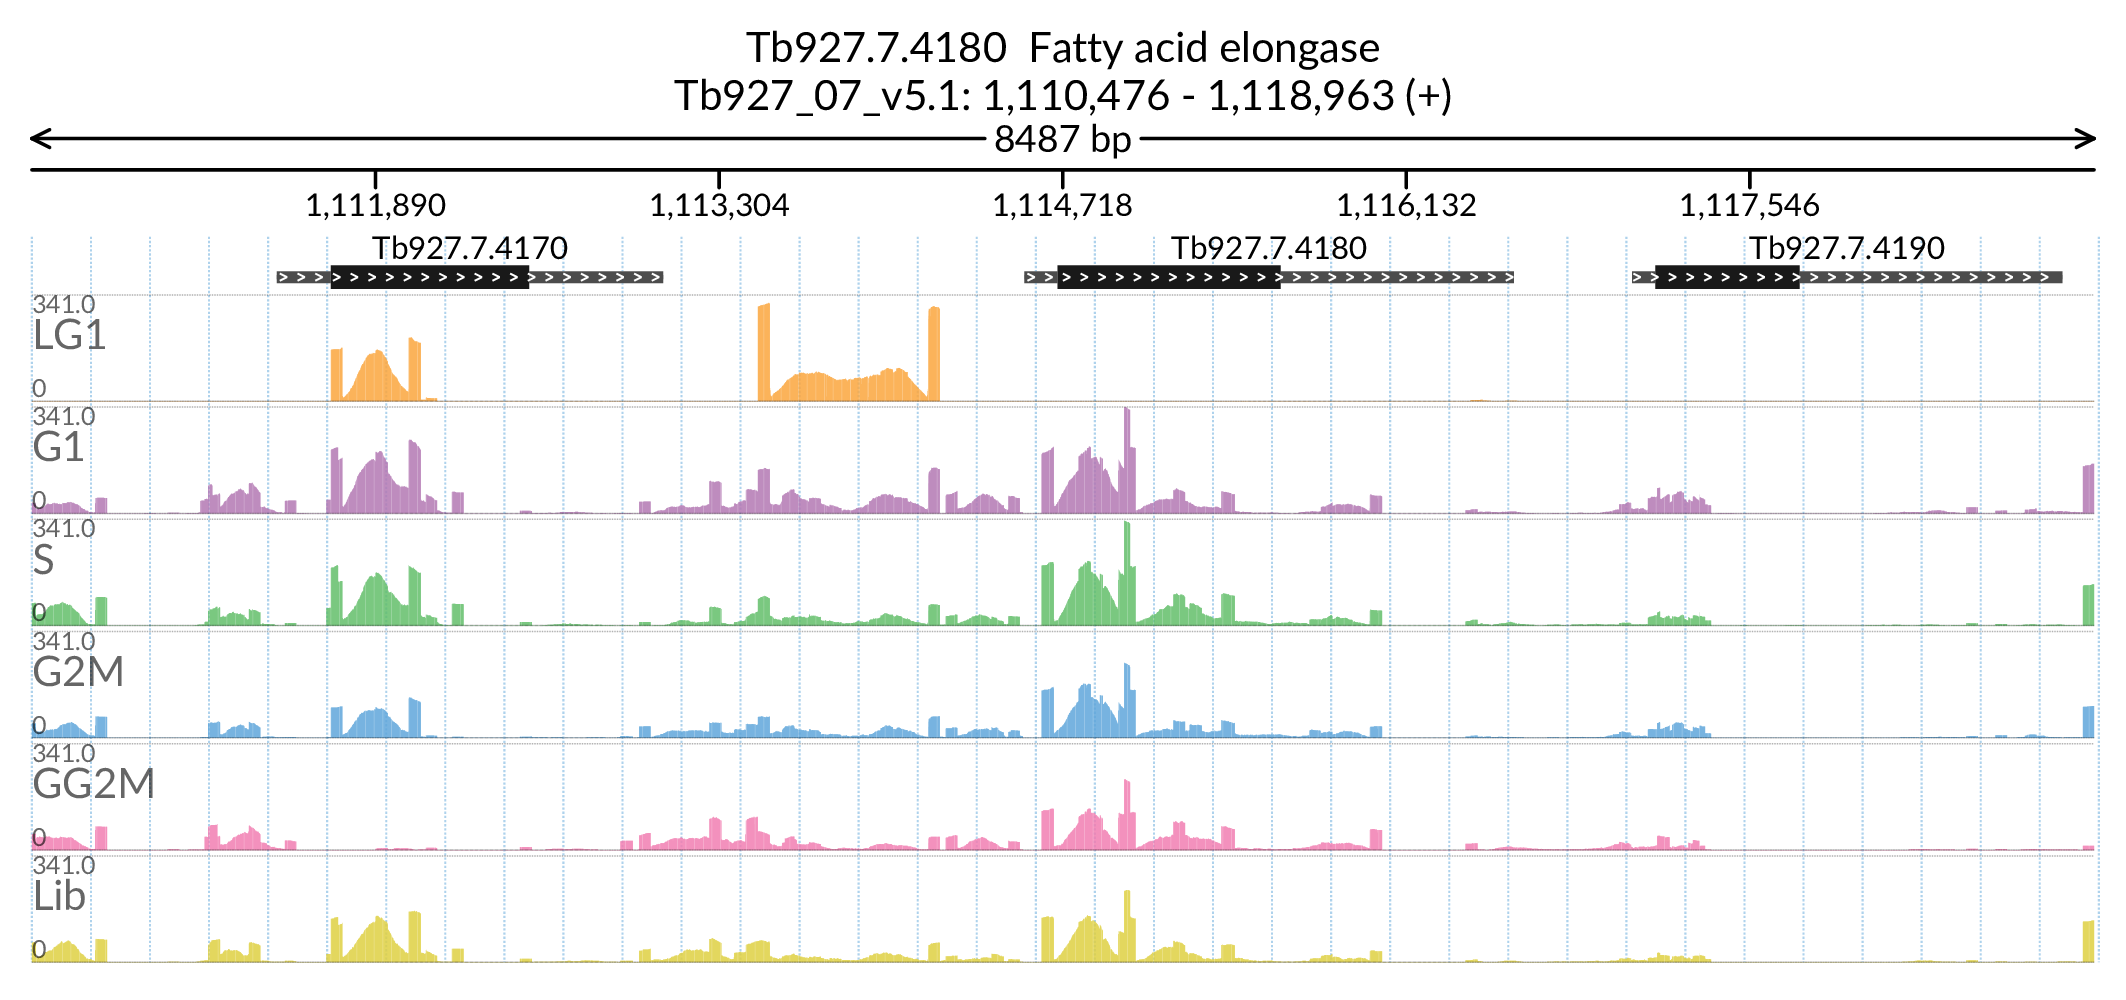 Tb927.7.4180 Fatty acid elongase
Tb927_07_v5.1: 1,110,476 - 1,118,963 (+)
8487 bp
1,111,890 1,113,304 1,114,718 1,116,132 1,117,546
Tb927.7.4170 Tb927.7.4180 Tb927.7.4190
341.0
LG1
0
341.0
G1
0
341.0
S
0
341.0
G2M
0
341.0
GG2M
0
341.0
Lib
0